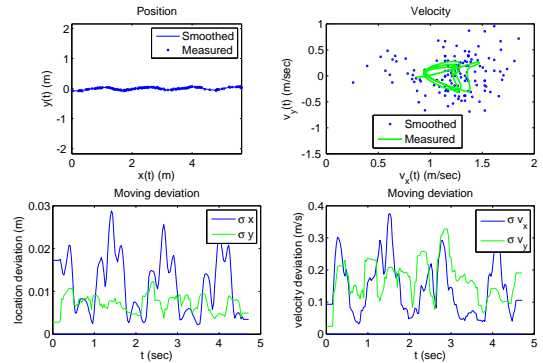 Position
2
1
0
-1
-2
0
2
4
y(t) (m)
x(t) (m)
Smoothed
Measured
Velocity
1
0.5
0
-0.5
-1
-1.5
0
0.5
1
1.5
2
v_y(t) (m/sec)
v_x(t) (m/sec)
Smoothed
Measured
Moving deviation
0.03
0.02
0.01
0
0
1
2
3
4
5
location deviation (m)
t (sec)
σ x
σ y
Moving deviation
0.4
0.3
0.2
0.1
0
0
1
2
3
4
5
velocity deviation (m/s)
t (sec)
σ v_x
σ v_y